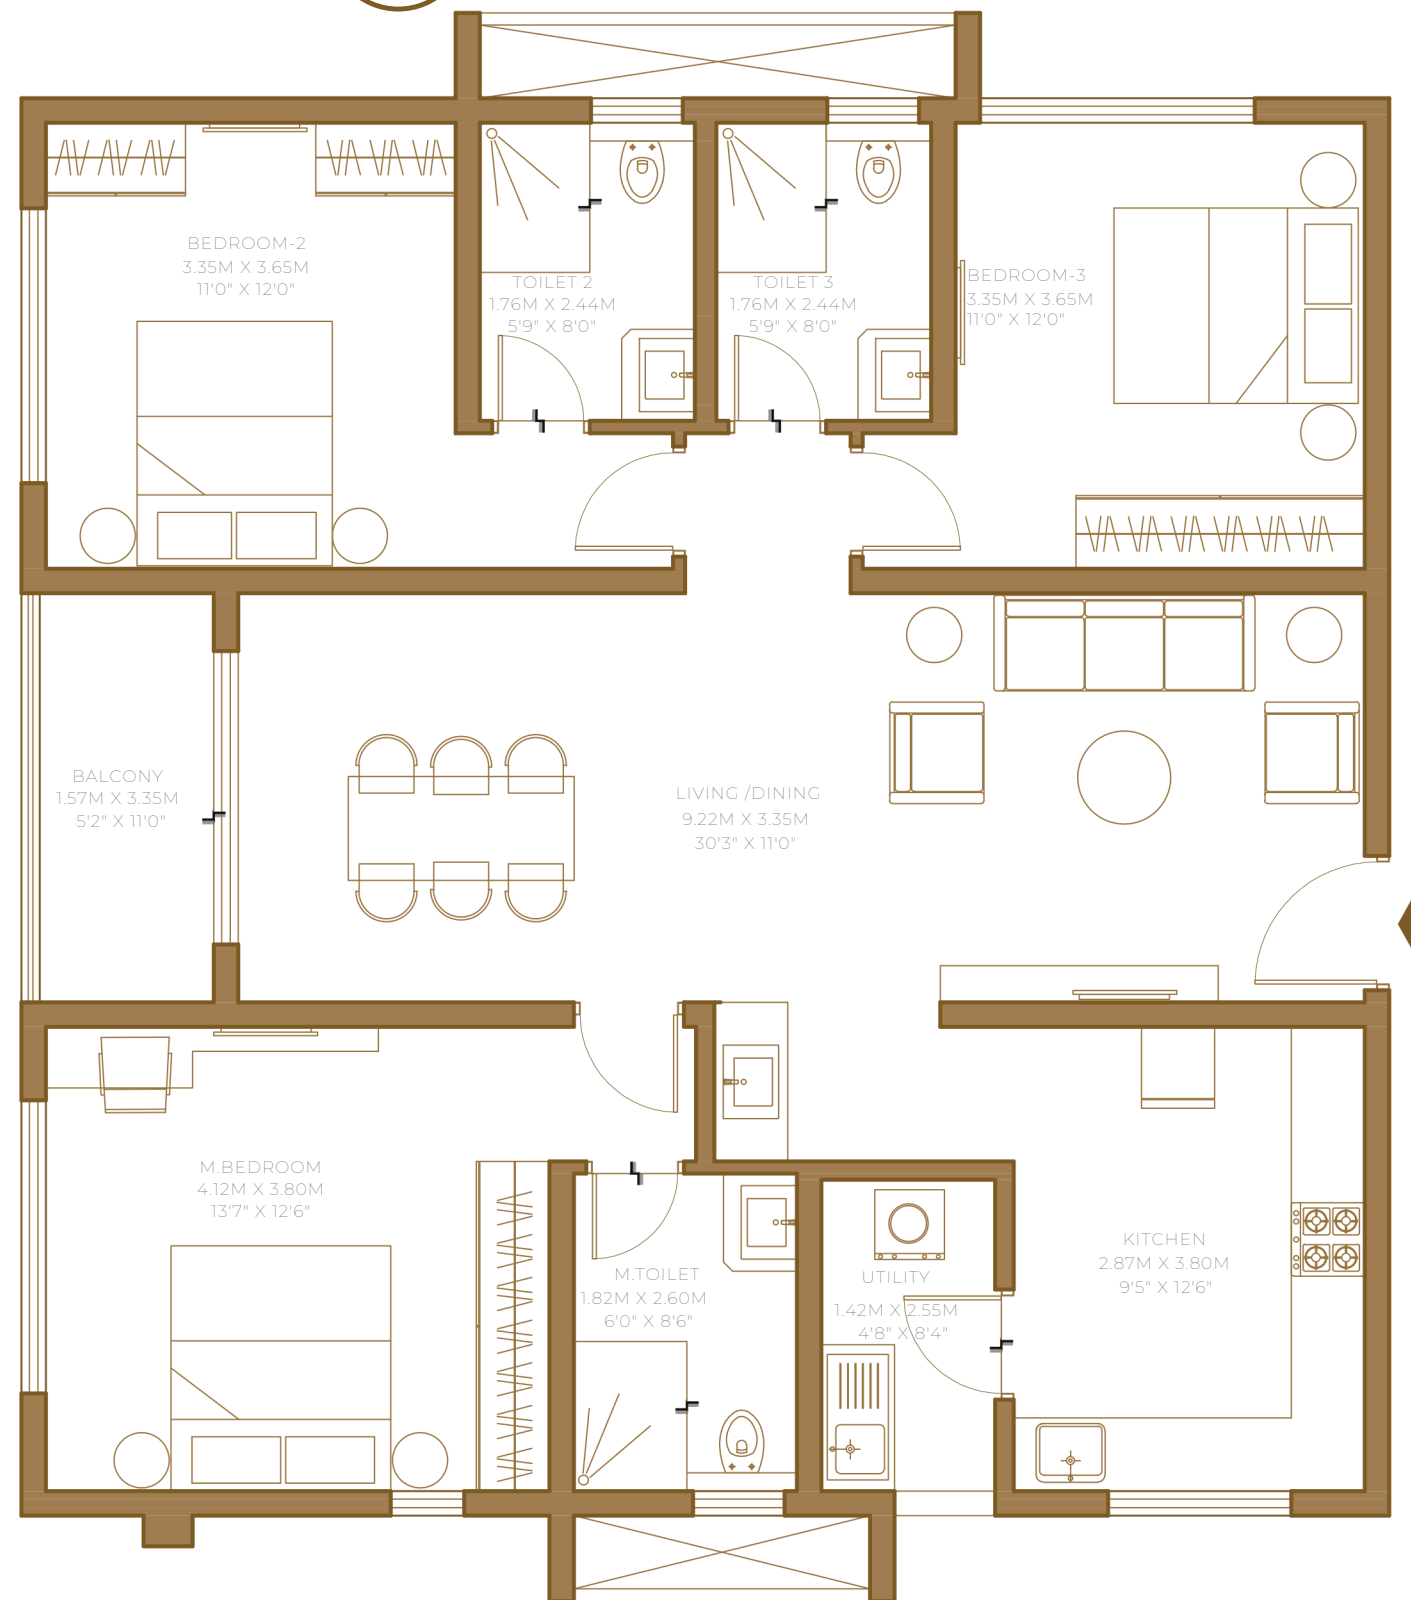 BEDROOM-2
3.35M X 3.65M
11'0" X 12'0"
TOILET 2
1.76M X 2.44M
5'9" X 8'0"
TOILET 3
1.76M X 2.44M
5'9" X 8'0"
BEDROOM-3
3.35M X 3.65M
11'0" X 12'0"
BALCONY
1.57M X 3.35M
5'2" X 11'0"
LIVING /DINING
9.22M X 3.35M
30'3" X 11'0"
M.BEDROOM
4.12M X 3.80M
13'7" X 12'6"
M.TOILET
1.82M X 2.60M
6'0" X 8'6"
UTILITY
1.42M X 2.55M
4'8" X 8'4"
KITCHEN
2.87M X 3.80M
9'5" X 12'6"